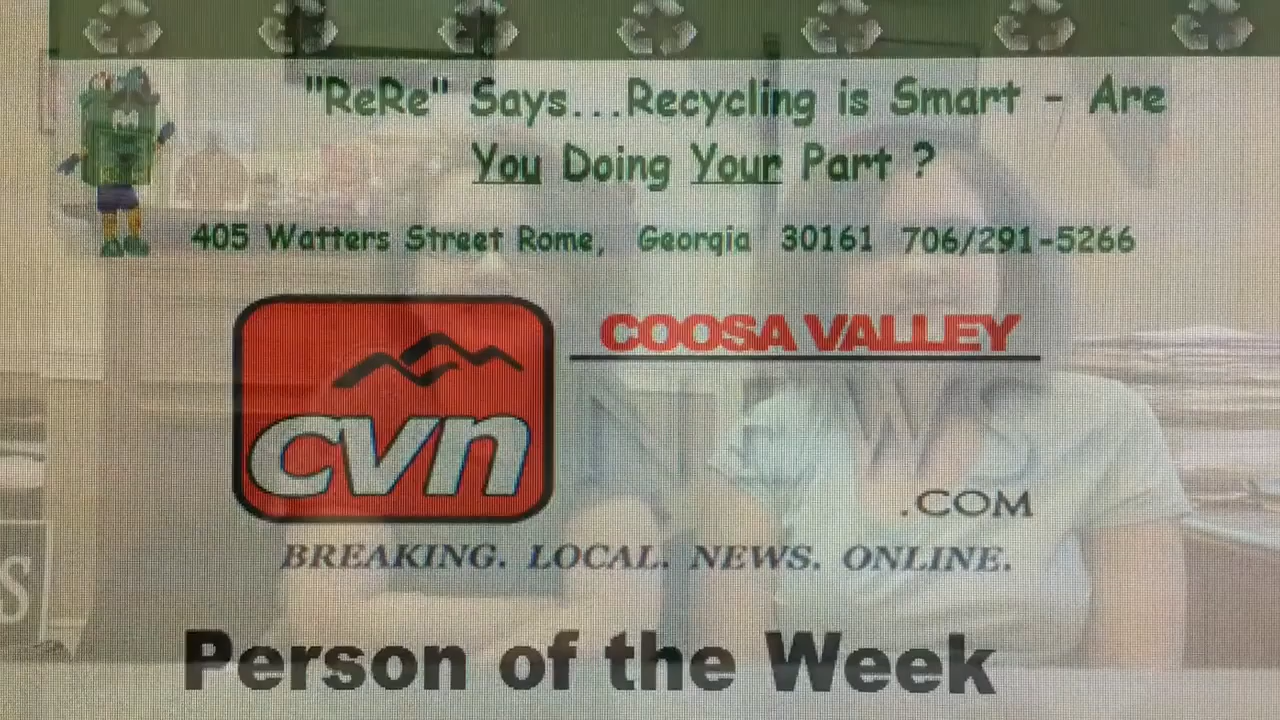 "ReRe" Says...Recycling is Smart - Are
You Doing Your Part ?
405 Watters Street Rome, Georgia 30161 706/291-5266
COOSA VALLEY
cvn
.COM
BREAKING. LOCAL. NEWS. ONLINE.
Person of the Week